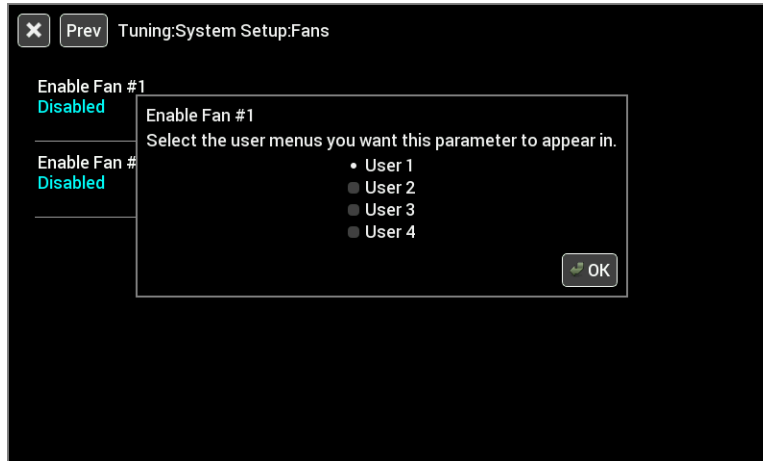 Prev Tuning:System Setup:Fans
Enable Fan #1
Disabled
Enable Fan #1
Select the user menus you want this parameter to appear in.
User 1
User 2
User 3
User 4
OK
Enable Fan #
Disabled